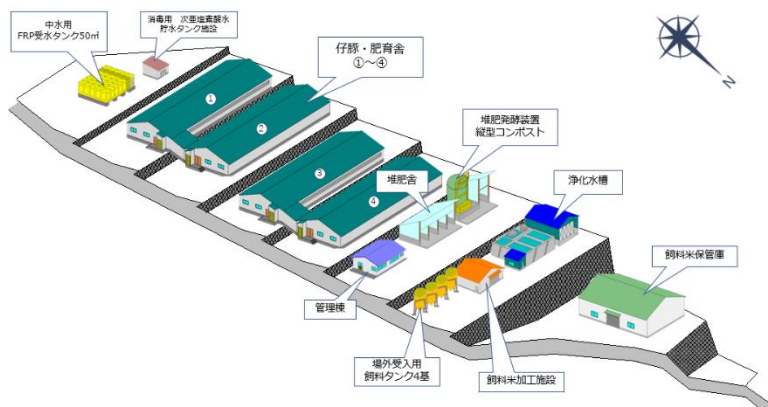 中水用
FRP受水タンク50㎥
消毒用 次亜塩素酸水
貯水タンク施設
仔豚・肥育舎
①～④
①
②
③
④
堆肥発酵装置
縦型コンポスト
堆肥舎
浄化水槽
飼料米保管庫
管理棟
場外受入用
飼料タンク4基
飼料米加工施設
N